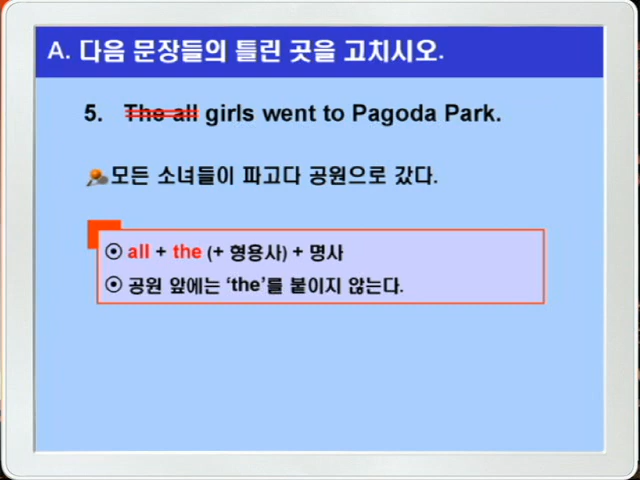 A. 다음 문장들의 틀린 곳을 고치시오.
5. The all girls went to Pagoda Park.
모든 소녀들이 파고다 공원으로 갔다.
⊙ all + the (+ 형용사) + 명사
⊙ 공원 앞에는 ‘the’를 붙이지 않는다.